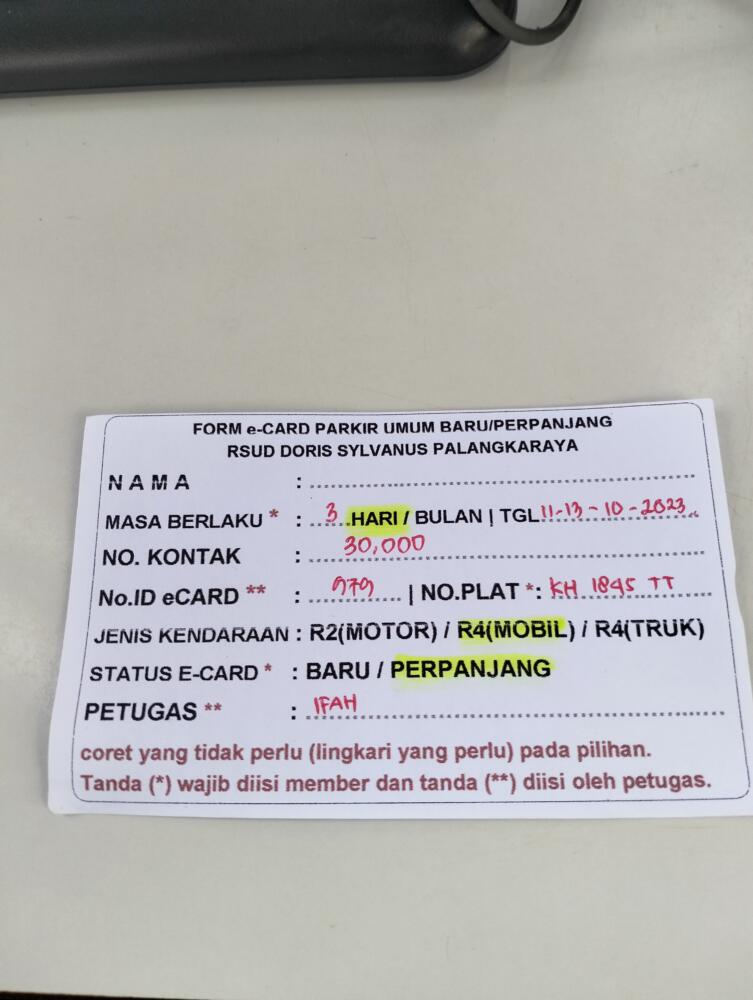 FORM e-CARD PARKIR UMUM BARU/PERPANJANG
RSUD DORIS SYLVANUS PALANGKARAYA
N A M A :
MASA BERLAKU * : 3 HARI / BULAN | TGL 11-13-10-2023
NO. KONTAK : 30,000
No.ID eCARD ** : 979 | NO.PLAT *: KH 1845 TT
JENIS KENDARAAN : R2(MOTOR) / R4(MOBIL) / R4(TRUK)
STATUS E-CARD * : BARU / PERPANJANG
PETUGAS ** : IFAH
coret yang tidak perlu (lingkari yang perlu) pada pilihan.
Tanda (*) wajib diisi member dan tanda (**) diisi oleh petugas.